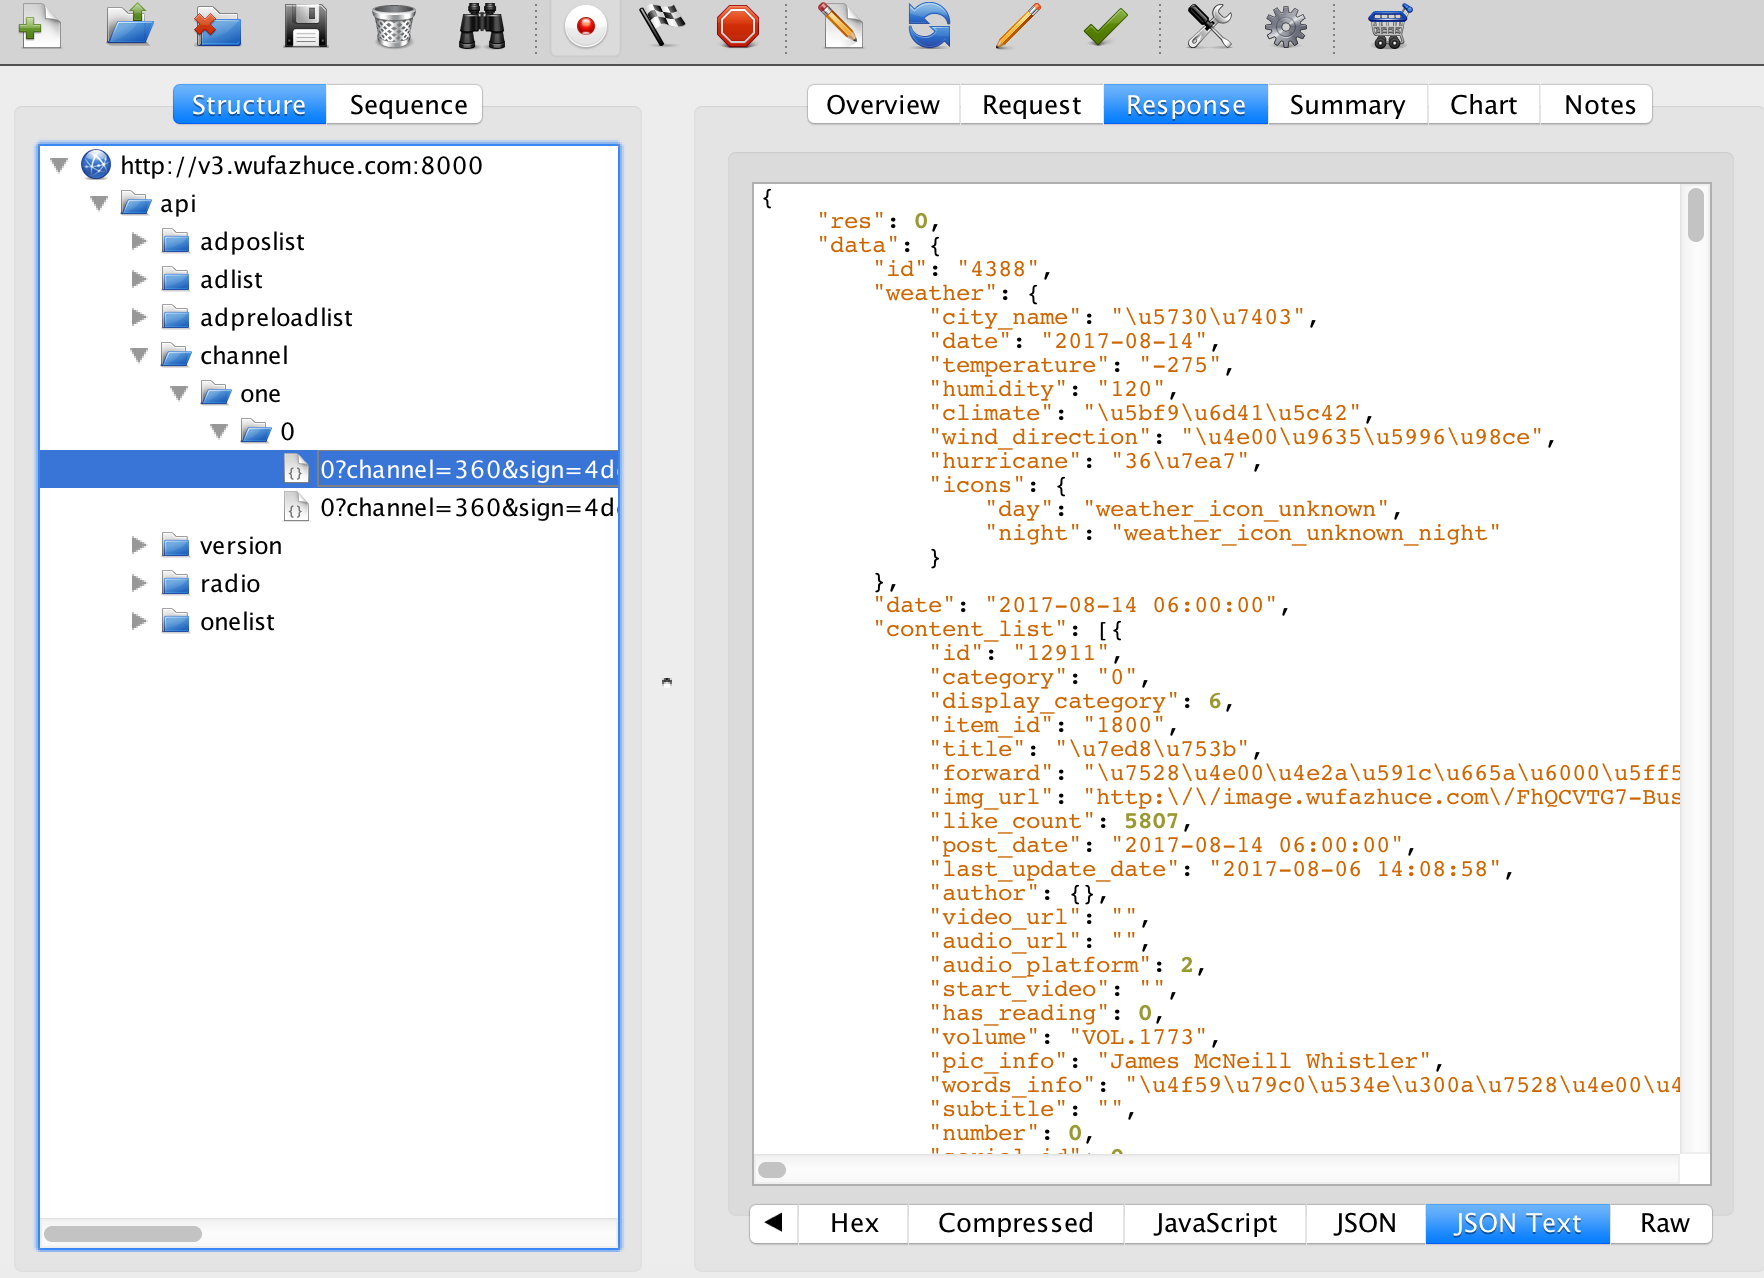 Structure Sequence
http://v3.wufazhuce.com:8000
api
adposlist
adlist
adpreloadlist
channel
one
0
0?channel=360&sign=4d
0?channel=360&sign=4d
version
radio
onelist
Overview Request Response Summary Chart Notes
{
"res": 0,
"data": {
"id": "4388",
"weather": {
"city_name": "\u5730\u7403",
"date": "2017-08-14",
"temperature": "-275",
"humidity": "120",
"climate": "\u5bf9\u6d41\u5c42",
"wind_direction": "\u4e00\u9635\u5996\u98ce",
"hurricane": "36\u7ea7",
"icons": {
"day": "weather_icon_unknown",
"night": "weather_icon_unknown_night"
}
},
"date": "2017-08-14 06:00:00",
"content_list": [{
"id": "12911",
"category": "0",
"display_category": 6,
"item_id": "1800",
"title": "\u7ed8\u753b",
"forward": "\u7528\u4e00\u4e2a\u591c\u665a\u6000\u5ff5
"img_url": "http:\/\/image.wufazhuce.com\/FhQCVTG7-Bus
"like_count": 5807,
"post_date": "2017-08-14 06:00:00",
"last_update_date": "2017-08-06 14:08:58",
"author": {},
"video_url": "",
"audio_url": "",
"audio_platform": 2,
"start_video": "",
"has_reading": 0,
"volume": "VOL.1773",
"pic_info": "James McNeill Whistler",
"words_info": "\u4f59\u79c0\u534e\u300a\u7528\u4e00\u4
"subtitle": "",
"number": 0,
Hex Compressed JavaScript JSON JSON Text Raw